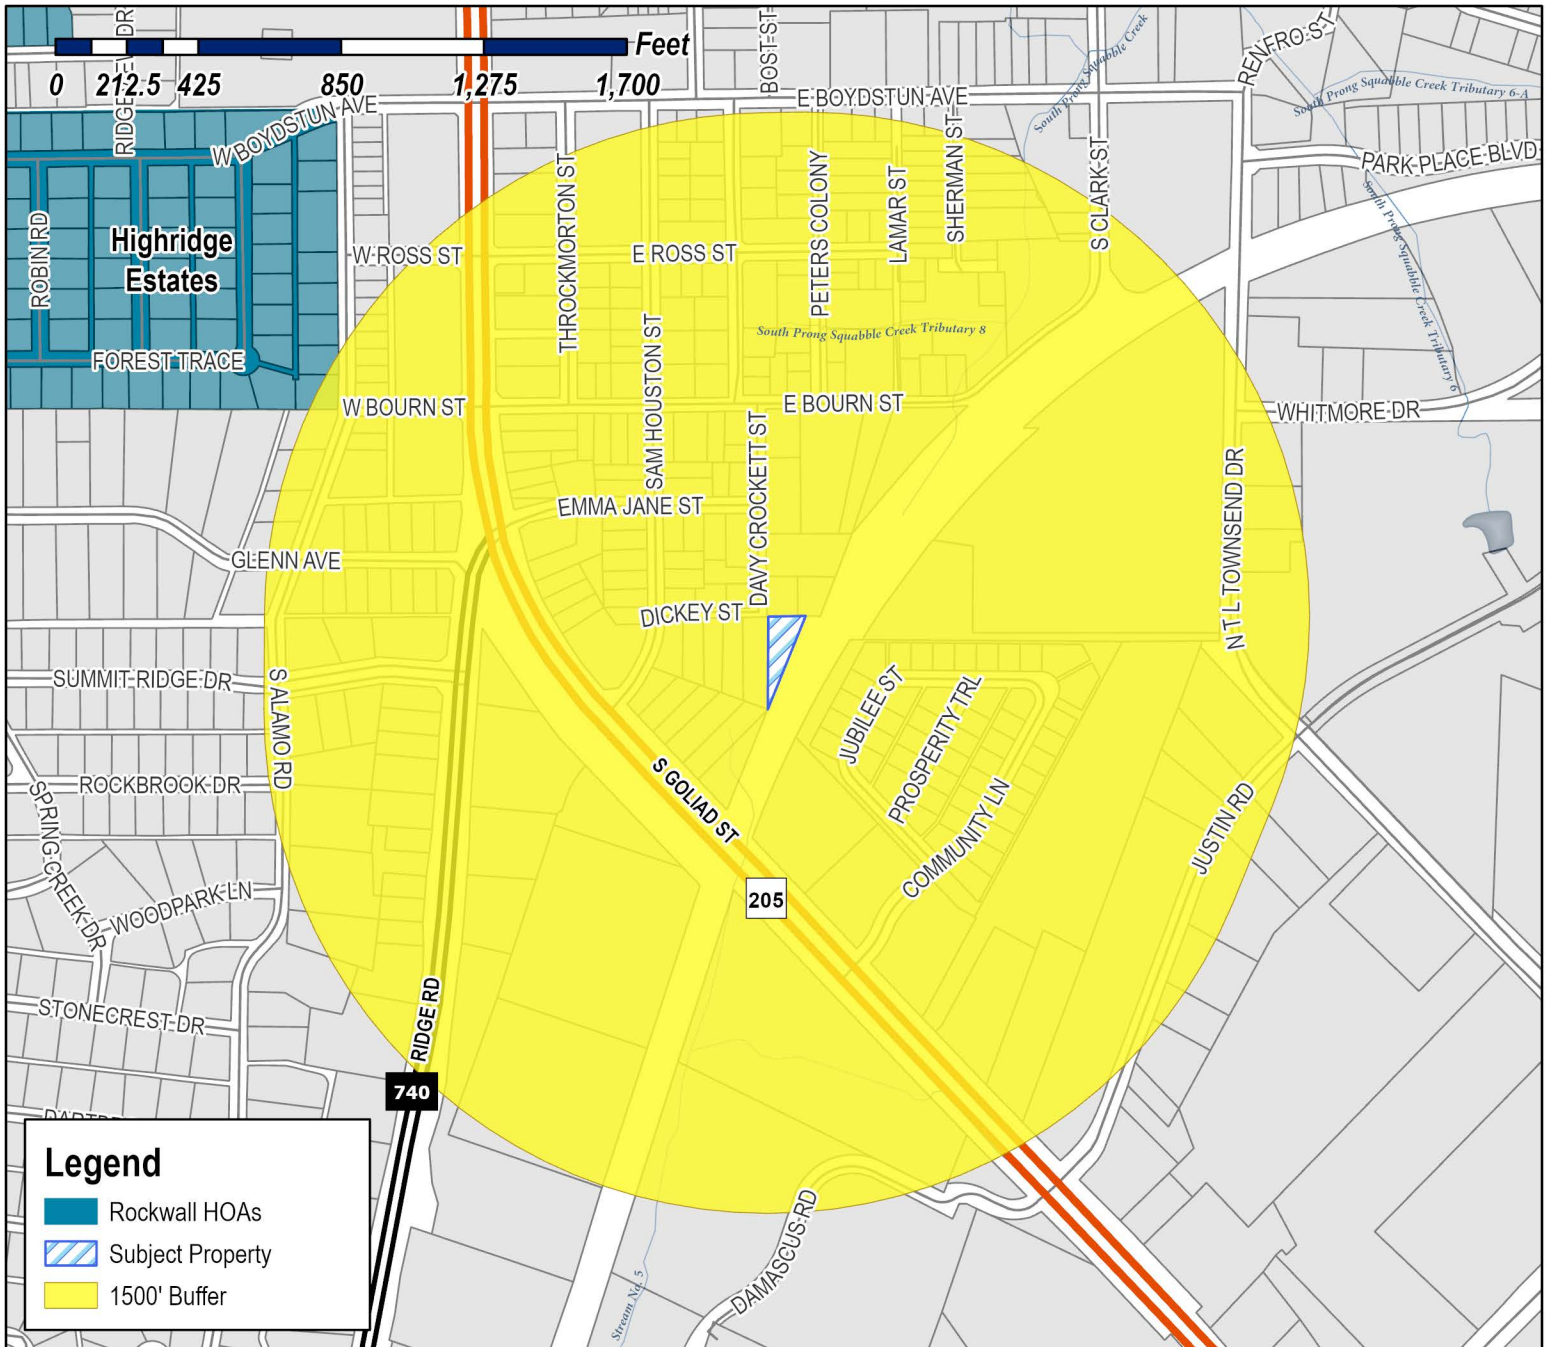 Feet
0 212.5 425 850 1,275 1,700
BOST ST
RENFRO ST
South Prong Squabble Creek
South Prong Squabble Creek Tributary 6-A
W BOYDSTUN AVE
E BOYDSTUN AVE
PARK PLACE BLVD
ROBIN RD
Highridge
Estates
THROCKMORTON ST
PETERS COLONY
LAMAR ST
SHERMAN ST
S CLARK ST
W ROSS ST
E ROSS ST
South Prong Squabble Creek Tributary 6
South Prong Squabble Creek Tributary 8
FOREST TRACE
SAM HOUSTON ST
W BOURN ST
E BOURN ST
WHITMORE DR
DAVY CROCKETT ST
EMMA JANE ST
N T L TOWNSEND DR
GLENN AVE
DICKEY ST
SUMMIT RIDGE DR
S ALAMO RD
JUBILEE ST
PROSPERITY TRL
ROCKBROOK DR
SPRING CREEK DR
S GOLIAD ST
COMMUNITY LN
JUSTIN RD
WOODPARK LN
205
STONECREST DR
RIDGE RD
740
DAMASCUS RD
Stream No. 5
Legend
Rockwall HOAs
Subject Property
1500' Buffer